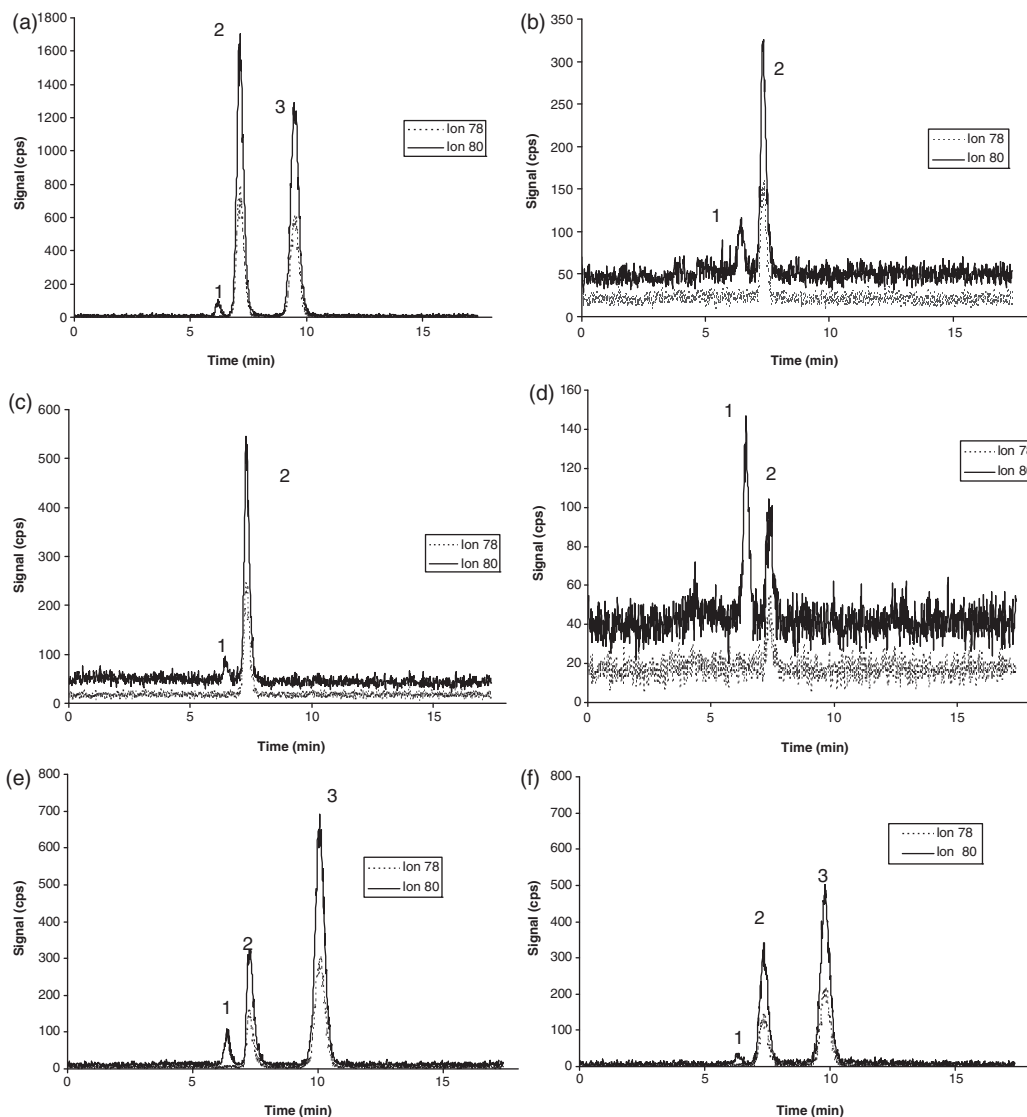 (a)
1800
1600
1400
1200
1000
800
600
400
200
0
Signal (cps)
2
3
1
Ion 78
Ion 80
0 5 10 15
Time (min)
(b)
350
300
250
200
150
100
50
0
Signal (cps)
2
1
Ion 78
Ion 80
0 5 10 15
Time (min)
(c)
600
500
400
300
200
100
0
Signal (cps)
2
1
Ion 78
Ion 80
0 5 10 15
Time (min)
(d)
160
140
120
100
80
60
40
20
0
Signal (cps)
1
2
Ion 78
Ion 80
0 5 10 15
Time (min)
(e)
800
700
600
500
400
300
200
100
0
Signal (cps)
3
2
1
Ion 78
Ion 80
0 5 10 15
Time (min)
(f)
800
700
600
500
400
300
200
100
0
Signal (cps)
3
2
1
Ion 78
Ion 80
0 5 10 15
Time (min)